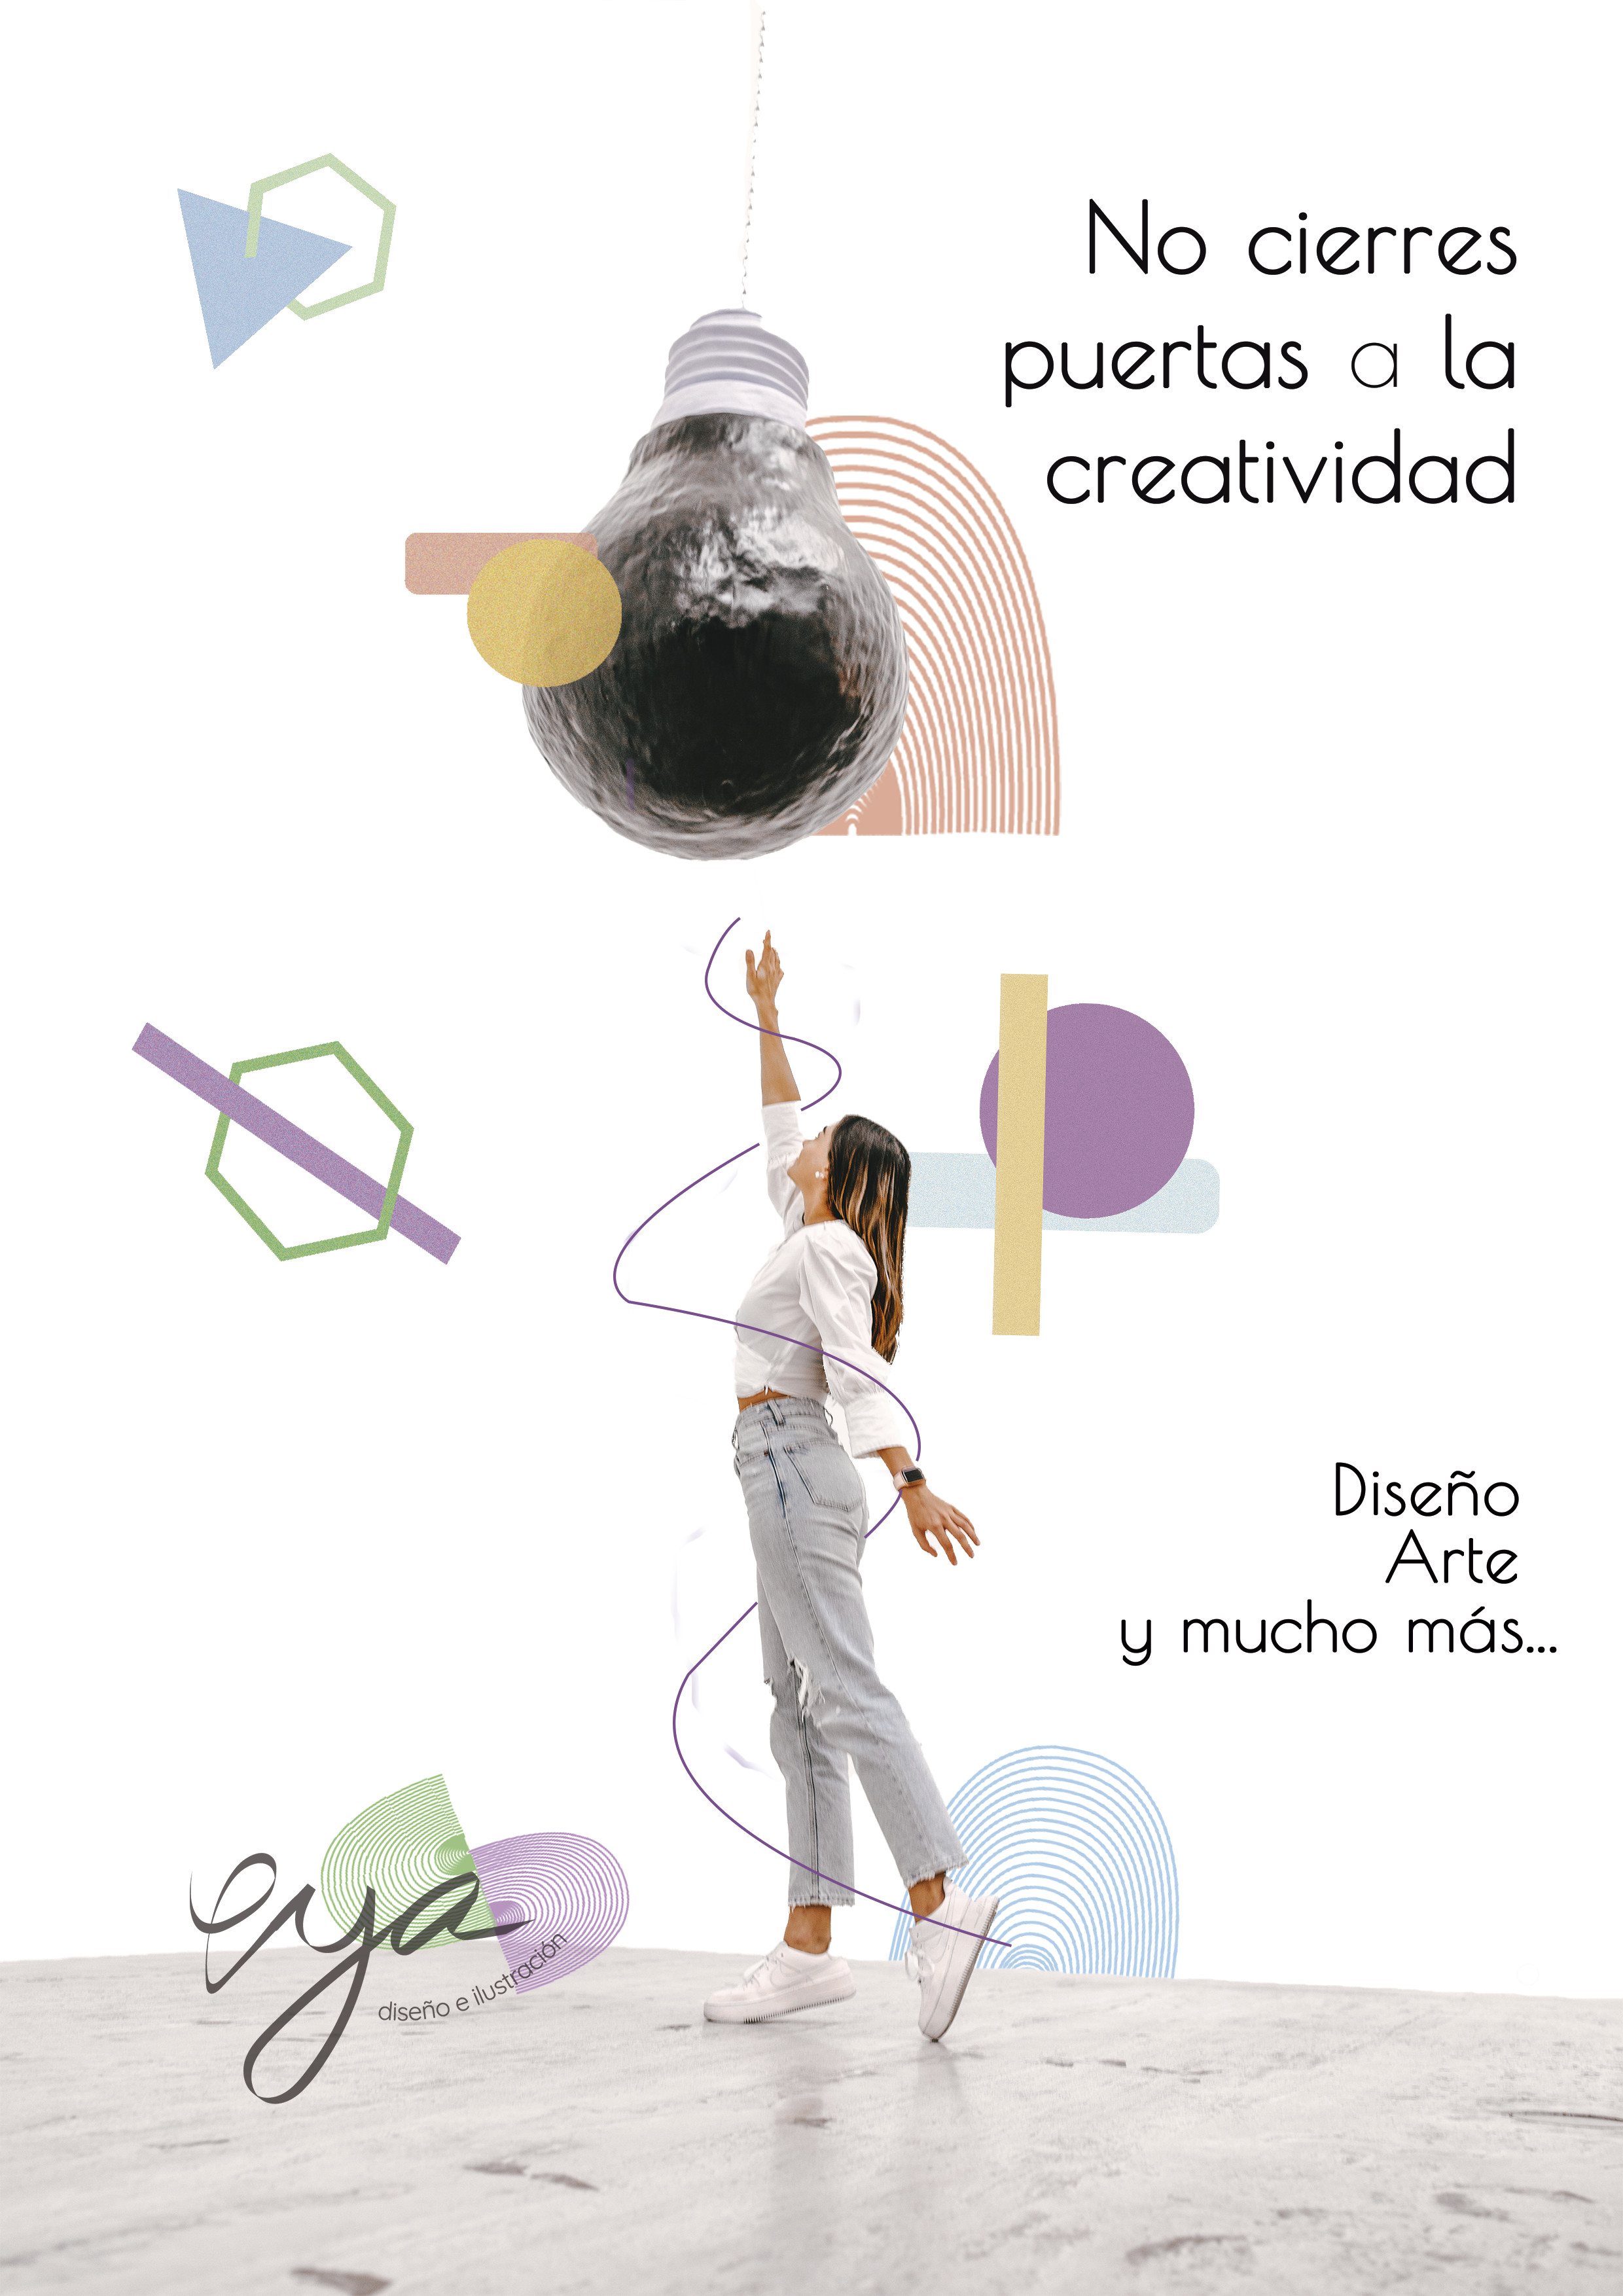 No cierres
puertas a la
creatividad
Diseño
Arte
y mucho más...
eya
diseño e ilustración